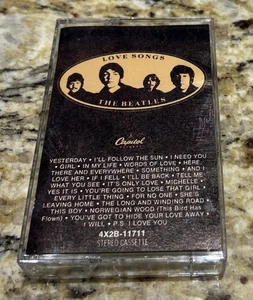 LOVE SONGS
THE BEATLES
Capitol
YESTERDAY • I'LL FOLLOW THE SUN • I NEED YOU
• GIRL • IN MY LIFE • WORDS OF LOVE • HERE,
THERE AND EVERYWHERE • SOMETHING • AND I
LOVE HER • IF I FELL • I'LL BE BACK • TELL ME
WHAT YOU SEE • IT'S ONLY LOVE • MICHELLE •
YES IT IS • YOU'RE GOING TO LOSE THAT GIRL •
EVERY LITTLE THING • FOR NO ONE • SHE'S
LEAVING HOME • THE LONG AND WINDING ROAD •
THIS BOY • NORWEGIAN WOOD (This Bird Has
Flown) • YOU'VE GOT TO HIDE YOUR LOVE AWAY
• I WILL • P.S. I LOVE YOU
4X2B-11711
STEREO CASSETTE